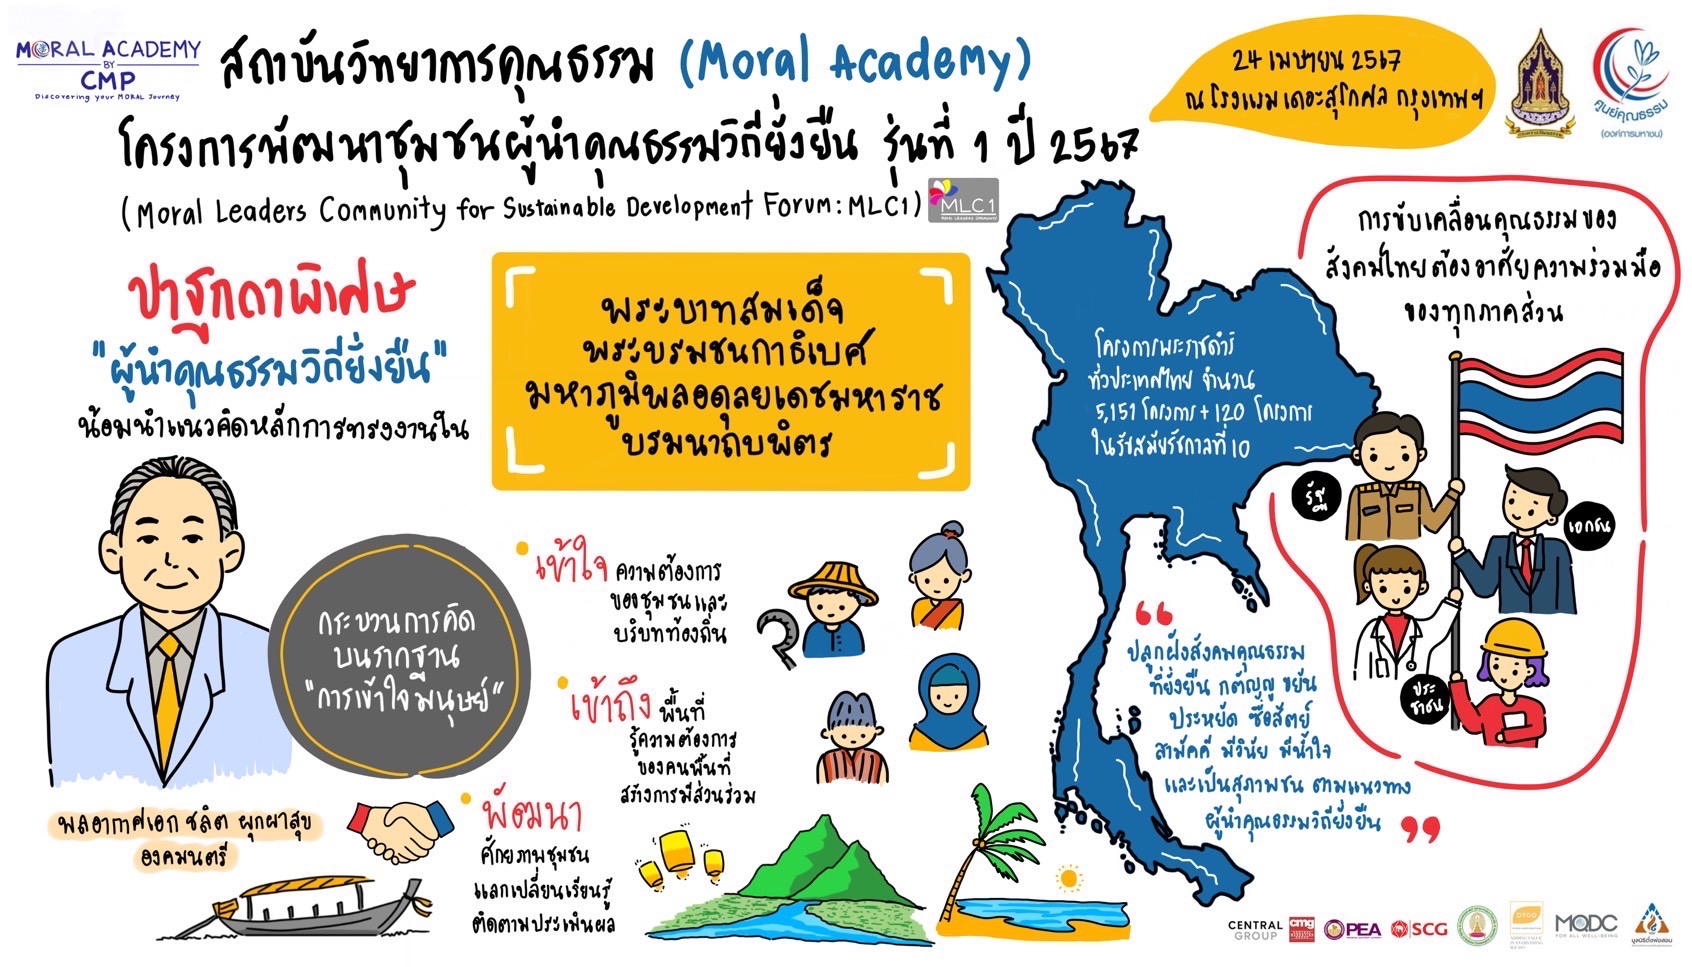 MORAL ACADEMY
BY
CMP
Discovering your MORAL Journey
สถาบันวิทยาการคุณธรรม (Moral Academy)
โครงการพัฒนาชุมชนผู้นำคุณธรรมวิถียั่งยืน รุ่นที่ 1 ปี 2567
(Moral Leaders Community for Sustainable Development Forum: MLC1)
MLC1
24 เมษายน 2567
ณ โรงแรม เดอะสุโกศล กรุงเทพฯ
ศูนย์คุณธรรม
(องค์การมหาชน)
ปาฐกถาพิเศษ
"ผู้นำคุณธรรมวิถียั่งยืน"
น้อมนำแนวคิดหลักการทรงงานใน
พระบาทสมเด็จ
พระบรมชนกาธิเบศ
มหาภูมิพลอดุลยเดชมหาราช
บรมนาถบพิตร
กระบวนการคิด
บนรากฐาน
"การเข้าใจมนุษย์"
พลอากาศเอก ชลิต พุกผาสุข
องคมนตรี
เข้าใจ ความต้องการ
ของชุมชนและ
บริบทท้องถิ่น
เข้าถึง พื้นที่
รู้ความต้องการ
ของคนพื้นที่
สร้างการมีส่วนร่วม
พัฒนา
ศักยภาพชุมชน
แลกเปลี่ยนเรียนรู้
ติดตามประเมินผล
โครงการพระราชดำริ
ทั่วประเทศไทย จำนวน
5,151 โครงการ + 120 โครงการ
ในรัชสมัยรัชกาลที่ 10
“
ปลูกฝังสังคมคุณธรรม
ที่ยั่งยืน กตัญญู ขยัน
ประหยัด ซื่อสัตย์
สามัคคี มีวินัย มีน้ำใจ
และเป็นสุภาพชน ตามแนวทาง
ผู้นำคุณธรรมวิถียั่งยืน ”
การขับเคลื่อนคุณธรรมของ
สังคมไทยต้องอาศัยความร่วมมือ
ของทุกภาคส่วน
รัฐ
เอกชน
ประ
ชาชน
CENTRAL
GROUP
cmg
PEA
SCG
DTGO
MQDC
FOR ALL WELL-BEING
มูลนิธิตั้งฟังสอน